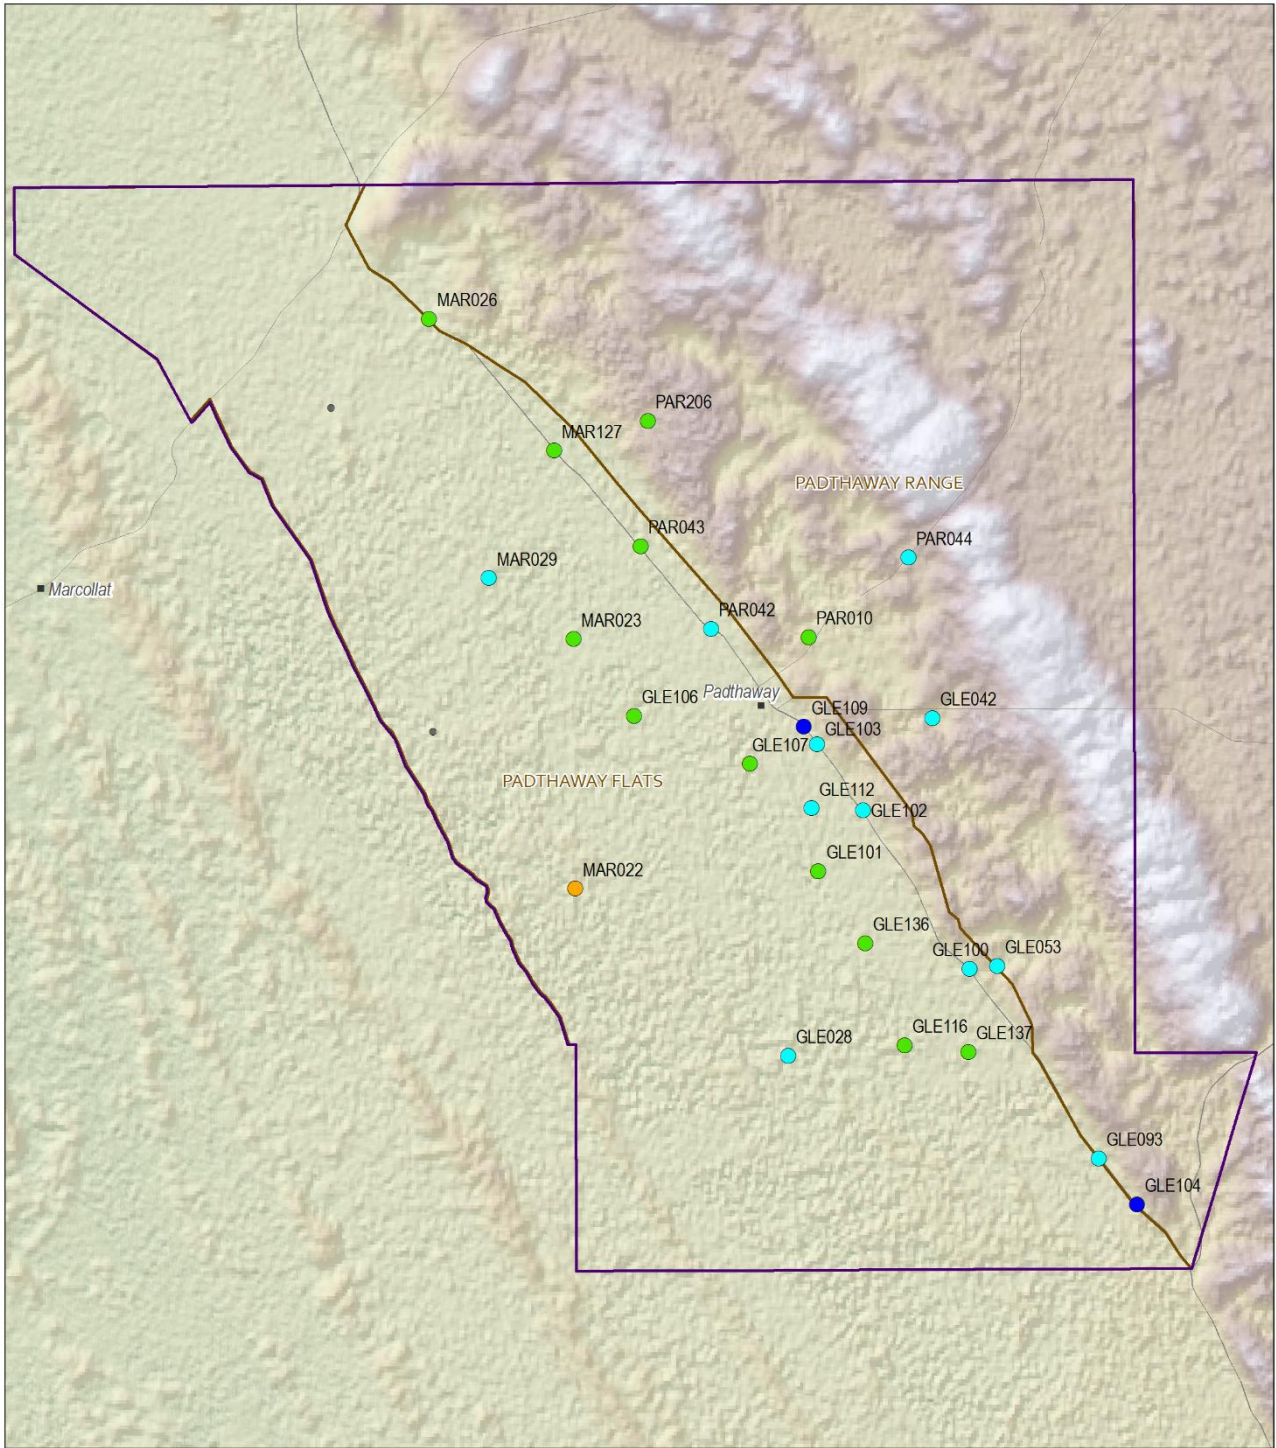 MAR026
PAR206
MAR127
PADTHAWAY RANGE
PAR043
PAR044
MAR029
Marcollat
PAR042
MAR023
PAR010
Padthaway
GLE106
GLE042
GLE109
GLE103
GLE107
PADTHAWAY FLATS
GLE112
GLE102
GLE101
MAR022
GLE136
GLE100
GLE053
GLE116
GLE137
GLE028
GLE093
GLE104